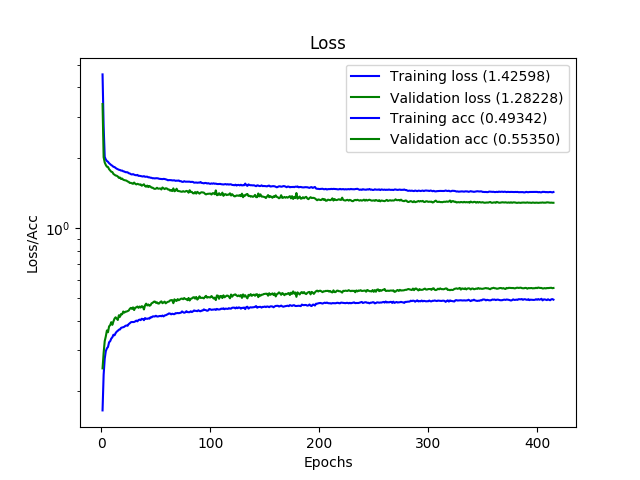 Loss
Training loss (1.42598)
Validation loss (1.28228)
Training acc (0.49342)
Validation acc (0.55350)
Loss/Acc
10⁰
0 100 200 300 400
Epochs